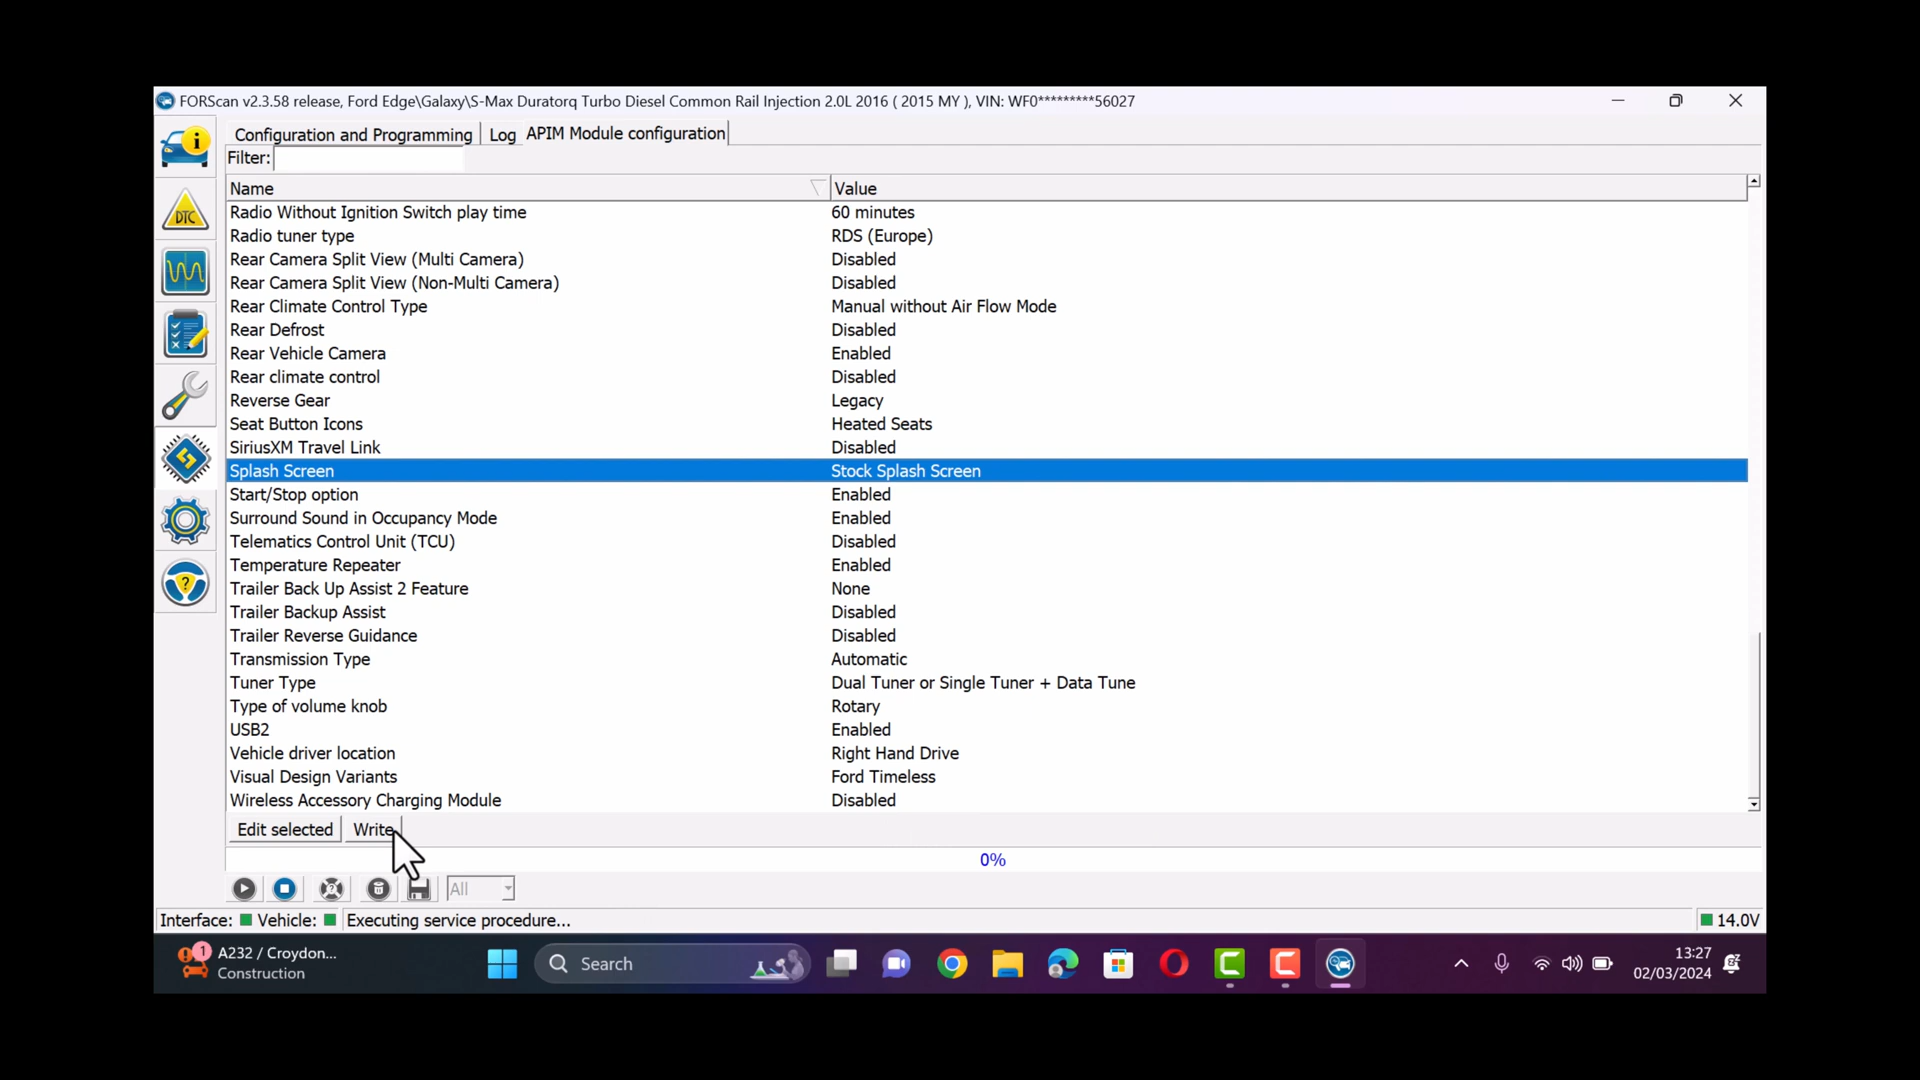 FORScan v2.3.58 release, Ford Edge\Galaxy\S-Max Duratorq Turbo Diesel Common Rail Injection 2.0L 2016 ( 2015 MY ), VIN: WF0*********56027
Configuration and Programming Log APIM Module configuration
Filter:
Name Value
Radio Without Ignition Switch play time 60 minutes
Radio tuner type RDS (Europe)
Rear Camera Split View (Multi Camera) Disabled
Rear Camera Split View (Non-Multi Camera) Disabled
Rear Climate Control Type Manual without Air Flow Mode
Rear Defrost Disabled
Rear Vehicle Camera Enabled
Rear climate control Disabled
Reverse Gear Legacy
Seat Button Icons Heated Seats
SiriusXM Travel Link Disabled
Splash Screen Stock Splash Screen
Start/Stop option Enabled
Surround Sound in Occupancy Mode Enabled
Telematics Control Unit (TCU) Disabled
Temperature Repeater Enabled
Trailer Back Up Assist 2 Feature None
Trailer Backup Assist Disabled
Trailer Reverse Guidance Disabled
Transmission Type Automatic
Tuner Type Dual Tuner or Single Tuner + Data Tune
Type of volume knob Rotary
USB2 Enabled
Vehicle driver location Right Hand Drive
Visual Design Variants Ford Timeless
Wireless Accessory Charging Module Disabled
DTC
Edit selected Write
0%
All
Interface: Vehicle: Executing service procedure... 14.0V
1 A232 / Croydon...
Construction
Search
13:27
02/03/2024